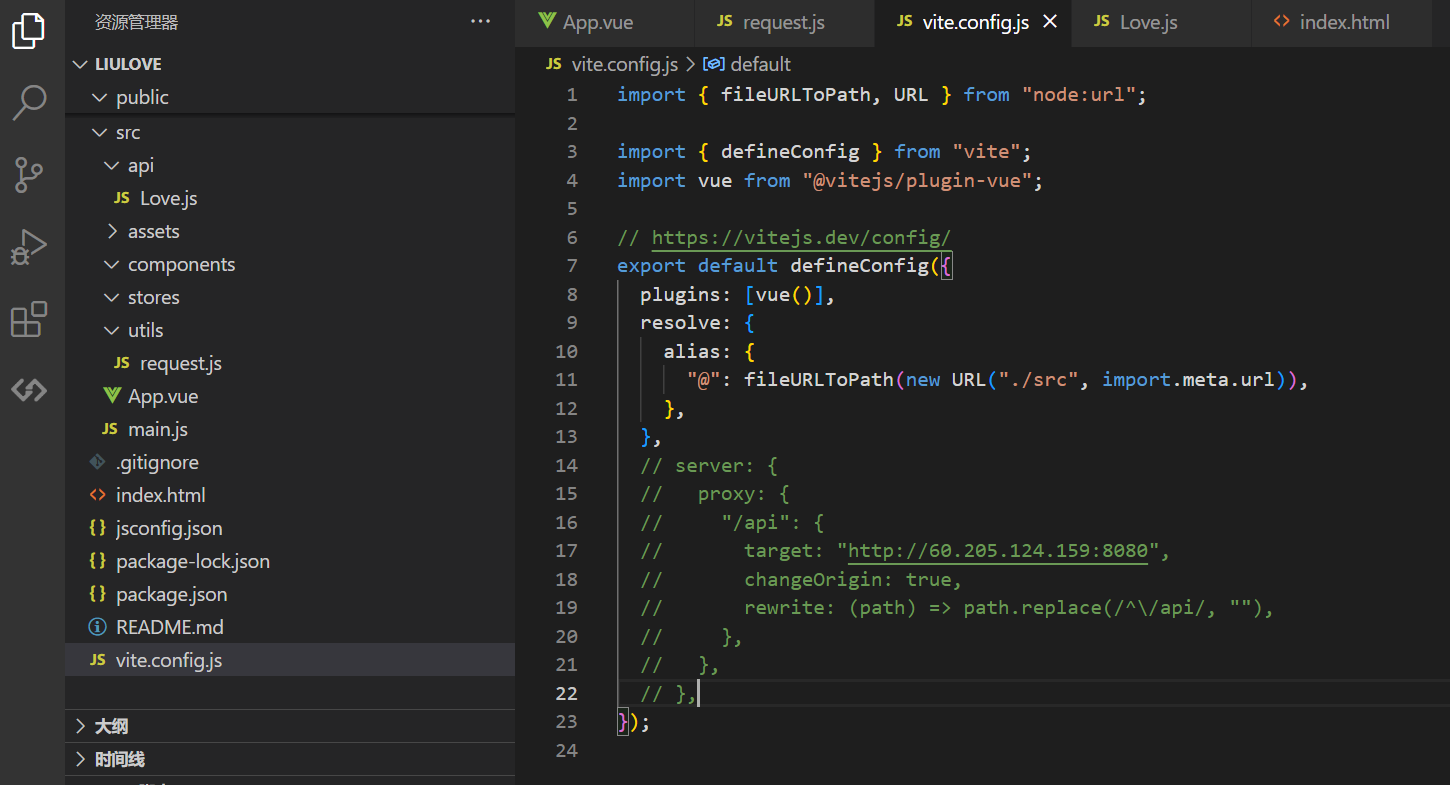 资源管理器
···
LIULOVE
public
src
api
JS Love.js
assets
components
stores
utils
JS request.js
App.vue
JS main.js
.gitignore
<> index.html
{} jsconfig.json
{} package-lock.json
{} package.json
README.md
JS vite.config.js
大纲
时间线
App.vue
JS request.js
JS vite.config.js
JS Love.js
<> index.html
JS vite.config.js > default
1 import { fileURLToPath, URL } from "node:url";
2
3 import { defineConfig } from "vite";
4 import vue from "@vitejs/plugin-vue";
5
6 // https://vitejs.dev/config/
7 export default defineConfig({
8 plugins: [vue()],
9 resolve: {
10 alias: {
11 "@": fileURLToPath(new URL("./src", import.meta.url)),
12 },
13 },
14 // server: {
15 //   proxy: {
16 //     "/api": {
17 //       target: "http://60.205.124.159:8080",
18 //       changeOrigin: true,
19 //       rewrite: (path) => path.replace(/^\/api/, ""),
20 //     },
21 //   },
22 // },
23 });
24